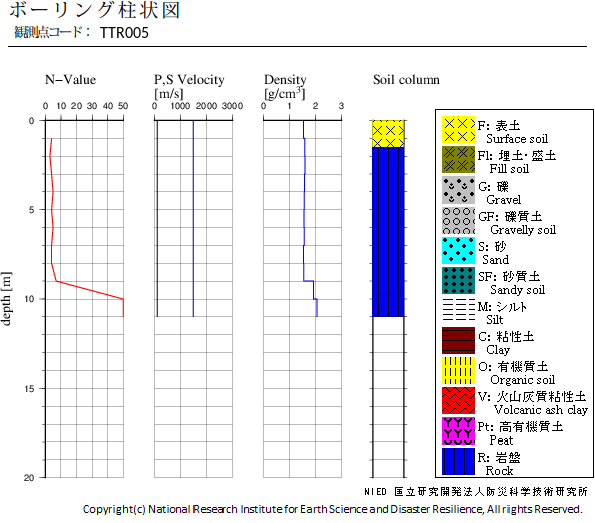 ボーリング柱状図
観測点コード： TTR005
N-Value
P,S Velocity
[m/s]
Density
[g/cm3]
Soil column
0 10 20 30 40 50
0 1000 2000 3000
0 1 2 3
0
5
10
15
20
depth [m]
F: 表土
Surface soil
Fl: 埋土・盛土
Fill soil
G: 礫
Gravel
GF: 礫質土
Gravelly soil
S: 砂
Sand
SF: 砂質土
Sandy soil
M: シルト
Silt
C: 粘性土
Clay
O: 有機質土
Organic soil
V: 火山灰質粘性土
Volcanic ash clay
Pt: 高有機質土
Peat
R: 岩盤
Rock
NIED 国立研究開発法人防災科学技術研究所
Copyright(c) National Research Institute for Earth Science and Disaster Resilience, All rights Reserved.